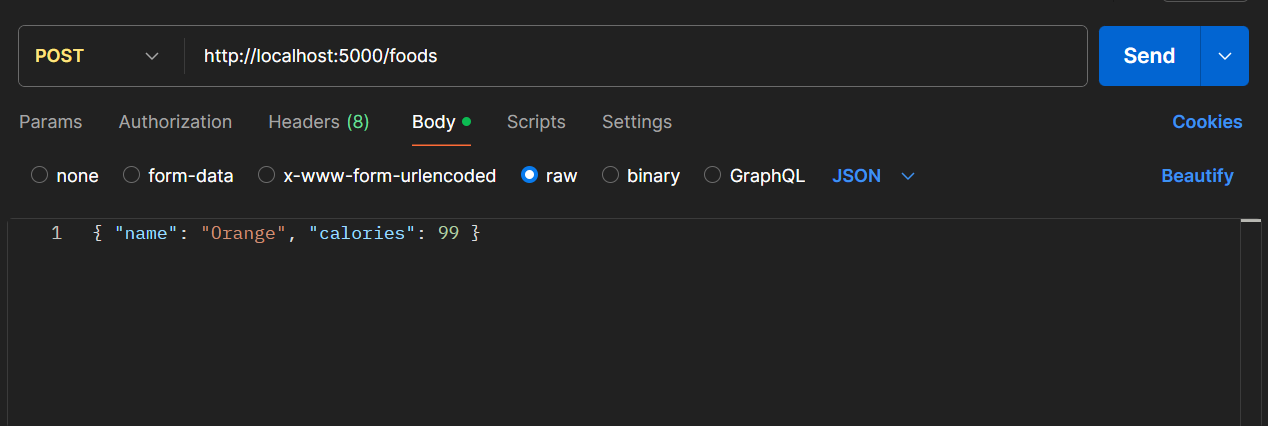 POST http://localhost:5000/foods Send
Params Authorization Headers (8) Body Scripts Settings Cookies
none form-data x-www-form-urlencoded raw binary GraphQL JSON Beautify
1 { "name": "Orange", "calories": 99 }